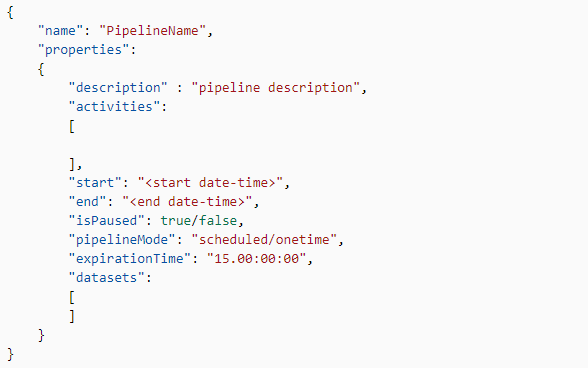 {
    "name": "PipelineName",
    "properties":
    {
        "description" : "pipeline description",
        "activities":
        [

        ],
        "start": "<start date-time>",
        "end": "<end date-time>",
        "isPaused": true/false,
        "pipelineMode": "scheduled/onetime",
        "expirationTime": "15.00:00:00",
        "datasets":
        [
        ]
    }
}